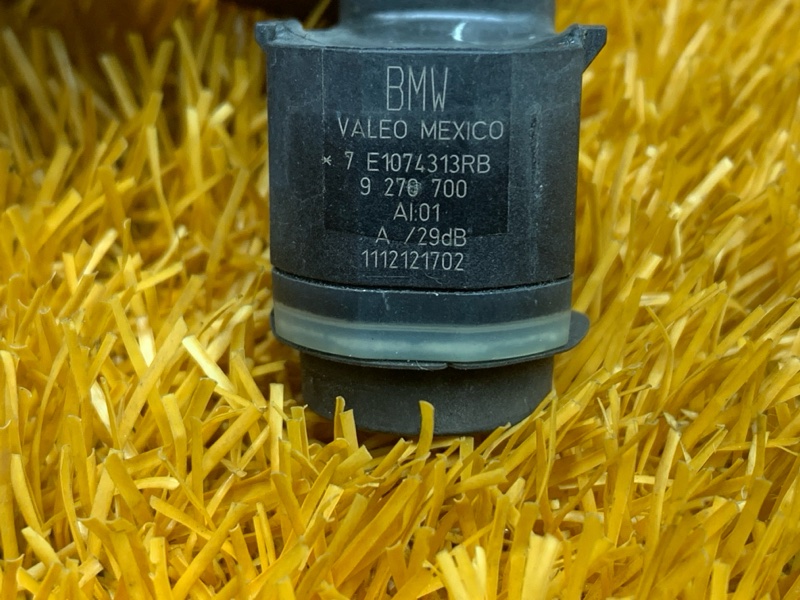 BMW
VALEO MEXICO
* 7 E1074313RB
9 270 700
AI:01
A /29dB
1112121702